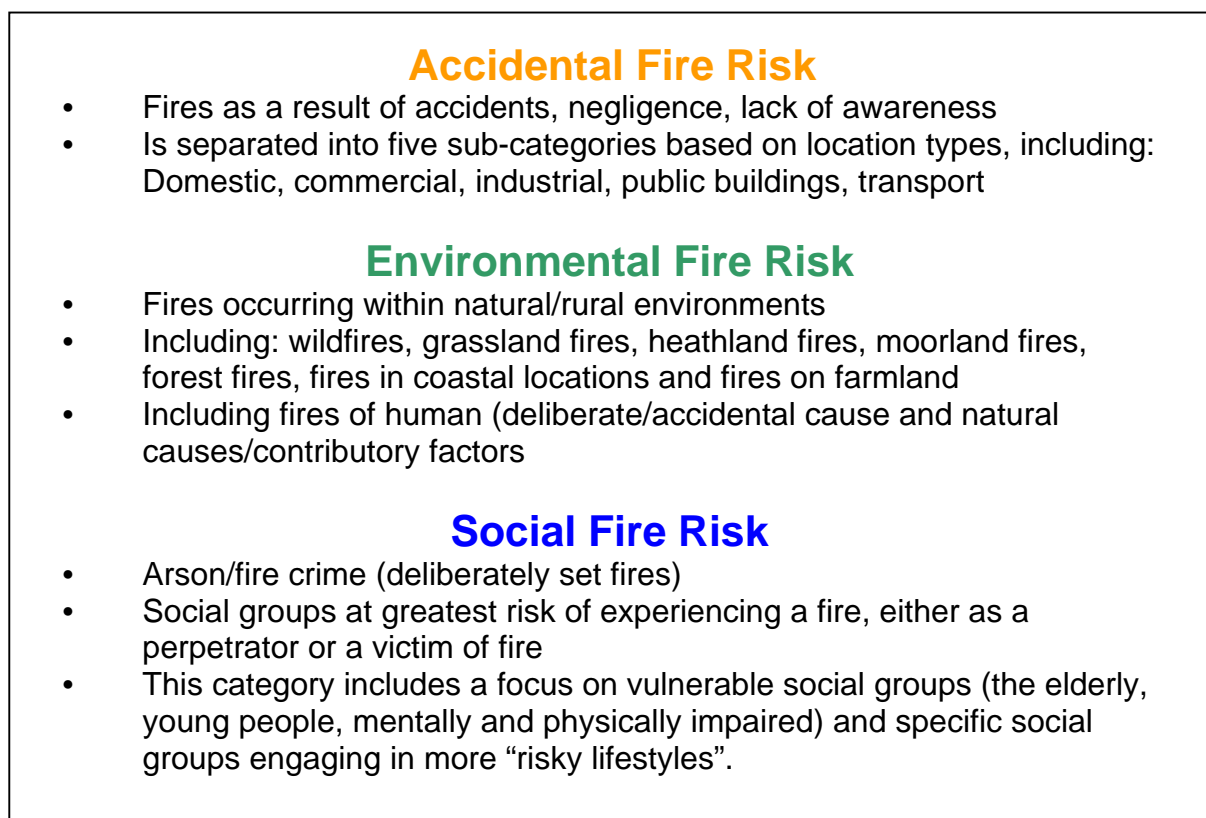 Accidental Fire Risk
• Fires as a result of accidents, negligence, lack of awareness
• Is separated into five sub-categories based on location types, including:
Domestic, commercial, industrial, public buildings, transport
Environmental Fire Risk
• Fires occurring within natural/rural environments
• Including: wildfires, grassland fires, heathland fires, moorland fires,
forest fires, fires in coastal locations and fires on farmland
• Including fires of human (deliberate/accidental cause and natural
causes/contributory factors
Social Fire Risk
• Arson/fire crime (deliberately set fires)
• Social groups at greatest risk of experiencing a fire, either as a
perpetrator or a victim of fire
• This category includes a focus on vulnerable social groups (the elderly,
young people, mentally and physically impaired) and specific social
groups engaging in more “risky lifestyles”.